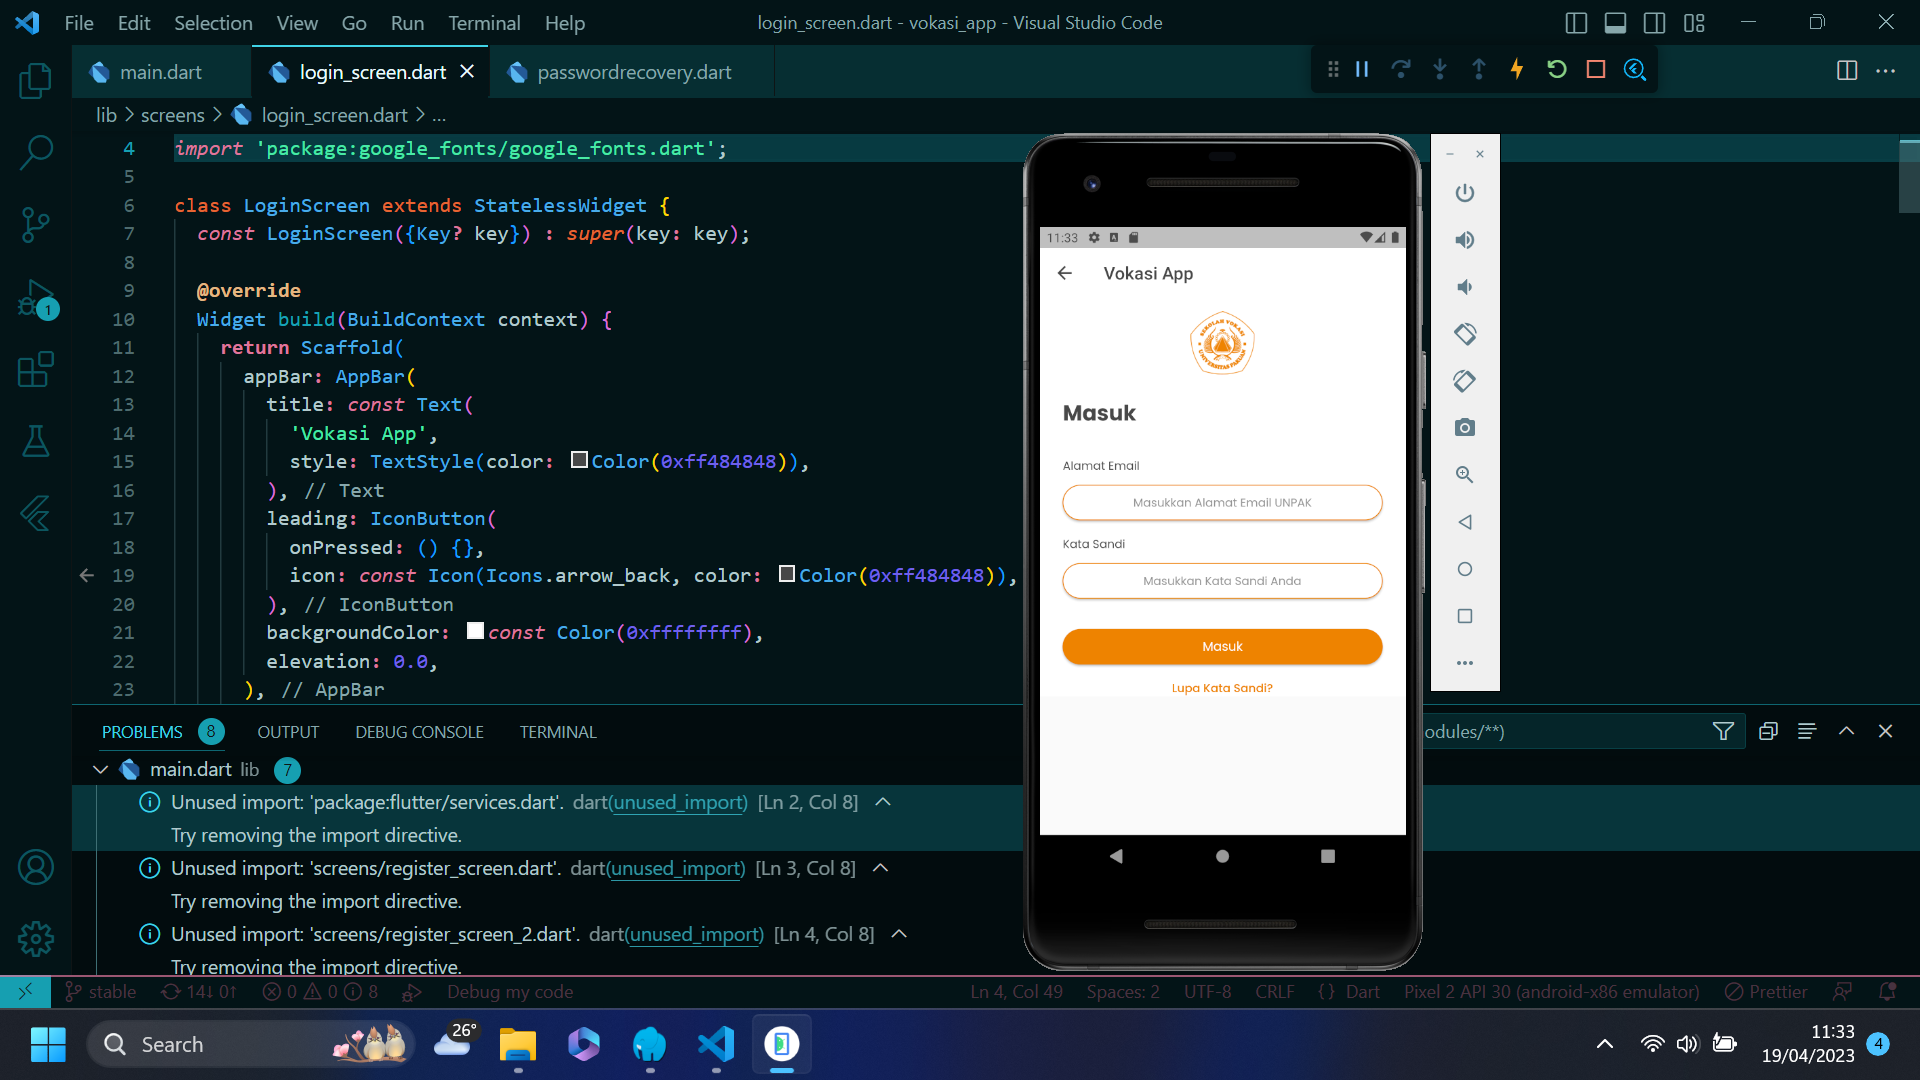 File Edit Selection View Go Run Terminal Help
login_screen.dart - vokasi_app - Visual Studio Code
main.dart
login_screen.dart
passwordrecovery.dart
lib > screens > login_screen.dart > ...
4 import 'package:google_fonts/google_fonts.dart';
5
6 class LoginScreen extends StatelessWidget {
7 const LoginScreen({Key? key}) : super(key: key);
8
9 @override
10 Widget build(BuildContext context) {
11 return Scaffold(
12 appBar: AppBar(
13 title: const Text(
14 'Vokasi App',
15 style: TextStyle(color: Color(0xff484848)),
16 ), // Text
17 leading: IconButton(
18 onPressed: () {},
19 icon: const Icon(Icons.arrow_back, color: Color(0xff484848)),
20 ), // IconButton
21 backgroundColor: const Color(0xffffffff),
22 elevation: 0.0,
23 ), // AppBar
1
11:33
Vokasi App
SEKOLAH VOKASI
UNIVERSITAS PAKUAN
Masuk
Alamat Email
Masukkan Alamat Email UNPAK
Kata Sandi
Masukkan Kata Sandi Anda
Masuk
Lupa Kata Sandi?
PROBLEMS 8 OUTPUT DEBUG CONSOLE TERMINAL
odules/**)
main.dart lib 7
Unused import: 'package:flutter/services.dart'. dart(unused_import) [Ln 2, Col 8]
Try removing the import directive.
Unused import: 'screens/register_screen.dart'. dart(unused_import) [Ln 3, Col 8]
Try removing the import directive.
Unused import: 'screens/register_screen_2.dart'. dart(unused_import) [Ln 4, Col 8]
Try removing the import directive.
stable 14↓ 0↑ 0 0 8 Debug my code
Ln 4, Col 49 Spaces: 2 UTF-8 CRLF {} Dart Pixel 2 API 30 (android-x86 emulator) Prettier
Search
26°
11:33
19/04/2023
4